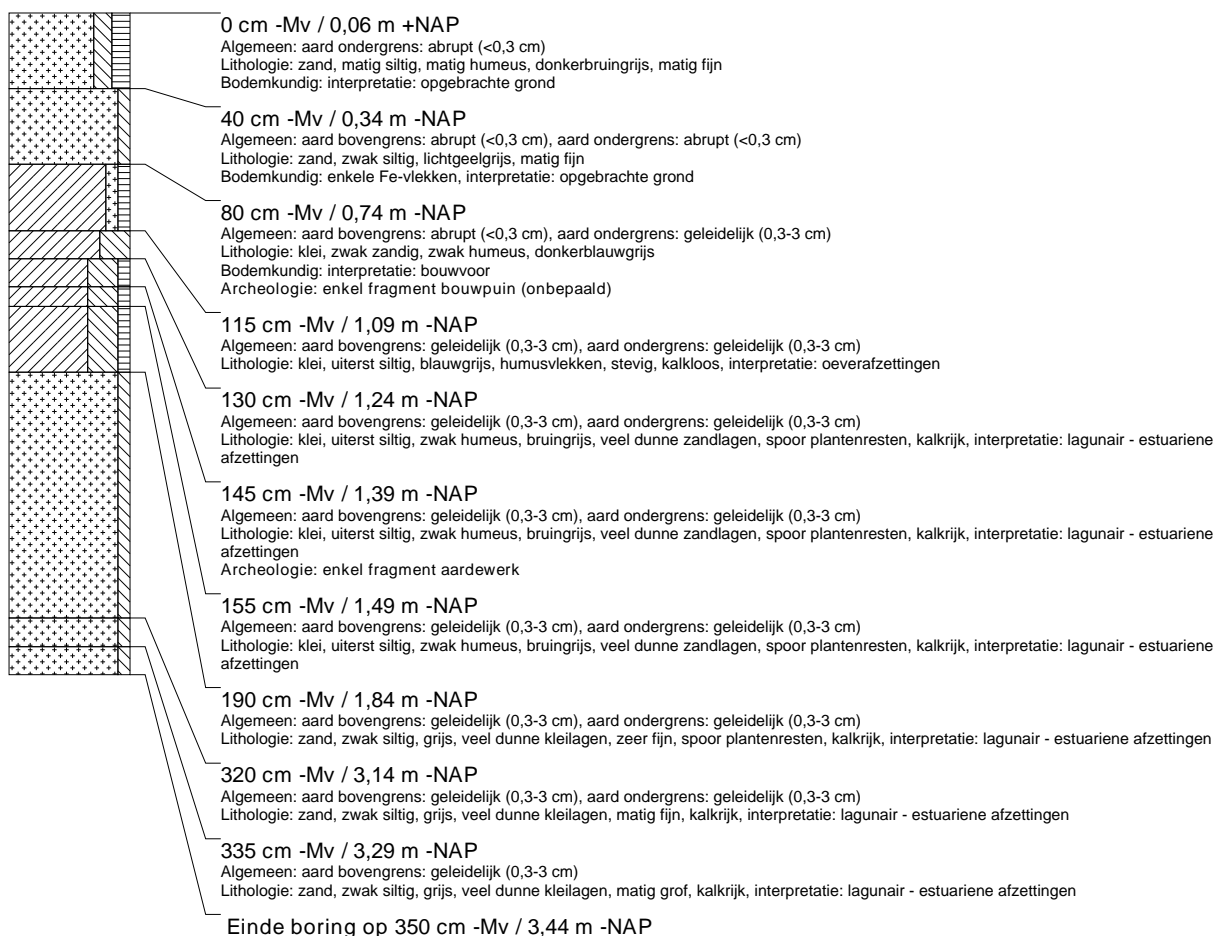 0 cm -Mv / 0,06 m +NAP
Algemeen: aard ondergrens: abrupt (<0,3 cm)
Lithologie: zand, matig siltig, matig humeus, donkerbruingrijs, matig fijn
Bodemkundig: interpretatie: opgebrachte grond
40 cm -Mv / 0,34 m -NAP
Algemeen: aard bovengrens: abrupt (<0,3 cm), aard ondergrens: abrupt (<0,3 cm)
Lithologie: zand, zwak siltig, lichtgeelgrijs, matig fijn
Bodemkundig: enkele Fe-vlekken, interpretatie: opgebrachte grond
80 cm -Mv / 0,74 m -NAP
Algemeen: aard bovengrens: abrupt (<0,3 cm), aard ondergrens: geleidelijk (0,3-3 cm)
Lithologie: klei, zwak zandig, zwak humeus, donkerblauwgrijs
Bodemkundig: interpretatie: bouwvoor
Archeologie: enkel fragment bouwpuin (onbepaald)
115 cm -Mv / 1,09 m -NAP
Algemeen: aard bovengrens: geleidelijk (0,3-3 cm), aard ondergrens: geleidelijk (0,3-3 cm)
Lithologie: klei, uiterst siltig, blauwgrijs, humusvlekken, stevig, kalkloos, interpretatie: oeverafzettingen
130 cm -Mv / 1,24 m -NAP
Algemeen: aard bovengrens: geleidelijk (0,3-3 cm), aard ondergrens: geleidelijk (0,3-3 cm)
Lithologie: klei, uiterst siltig, zwak humeus, bruingrijs, veel dunne zandlagen, spoor plantenresten, kalkrijk, interpretatie: lagunair - estuariene
afzettingen
145 cm -Mv / 1,39 m -NAP
Algemeen: aard bovengrens: geleidelijk (0,3-3 cm), aard ondergrens: geleidelijk (0,3-3 cm)
Lithologie: klei, uiterst siltig, zwak humeus, bruingrijs, veel dunne zandlagen, spoor plantenresten, kalkrijk, interpretatie: lagunair - estuariene
afzettingen
Archeologie: enkel fragment aardewerk
155 cm -Mv / 1,49 m -NAP
Algemeen: aard bovengrens: geleidelijk (0,3-3 cm), aard ondergrens: geleidelijk (0,3-3 cm)
Lithologie: klei, uiterst siltig, zwak humeus, bruingrijs, veel dunne zandlagen, spoor plantenresten, kalkrijk, interpretatie: lagunair - estuariene
afzettingen
190 cm -Mv / 1,84 m -NAP
Algemeen: aard bovengrens: geleidelijk (0,3-3 cm), aard ondergrens: geleidelijk (0,3-3 cm)
Lithologie: zand, zwak siltig, grijs, veel dunne kleilagen, zeer fijn, spoor plantenresten, kalkrijk, interpretatie: lagunair - estuariene afzettingen
320 cm -Mv / 3,14 m -NAP
Algemeen: aard bovengrens: geleidelijk (0,3-3 cm), aard ondergrens: geleidelijk (0,3-3 cm)
Lithologie: zand, zwak siltig, grijs, veel dunne kleilagen, matig fijn, kalkrijk, interpretatie: lagunair - estuariene afzettingen
335 cm -Mv / 3,29 m -NAP
Algemeen: aard bovengrens: geleidelijk (0,3-3 cm)
Lithologie: zand, zwak siltig, grijs, veel dunne kleilagen, matig grof, kalkrijk, interpretatie: lagunair - estuariene afzettingen
Einde boring op 350 cm -Mv / 3,44 m -NAP